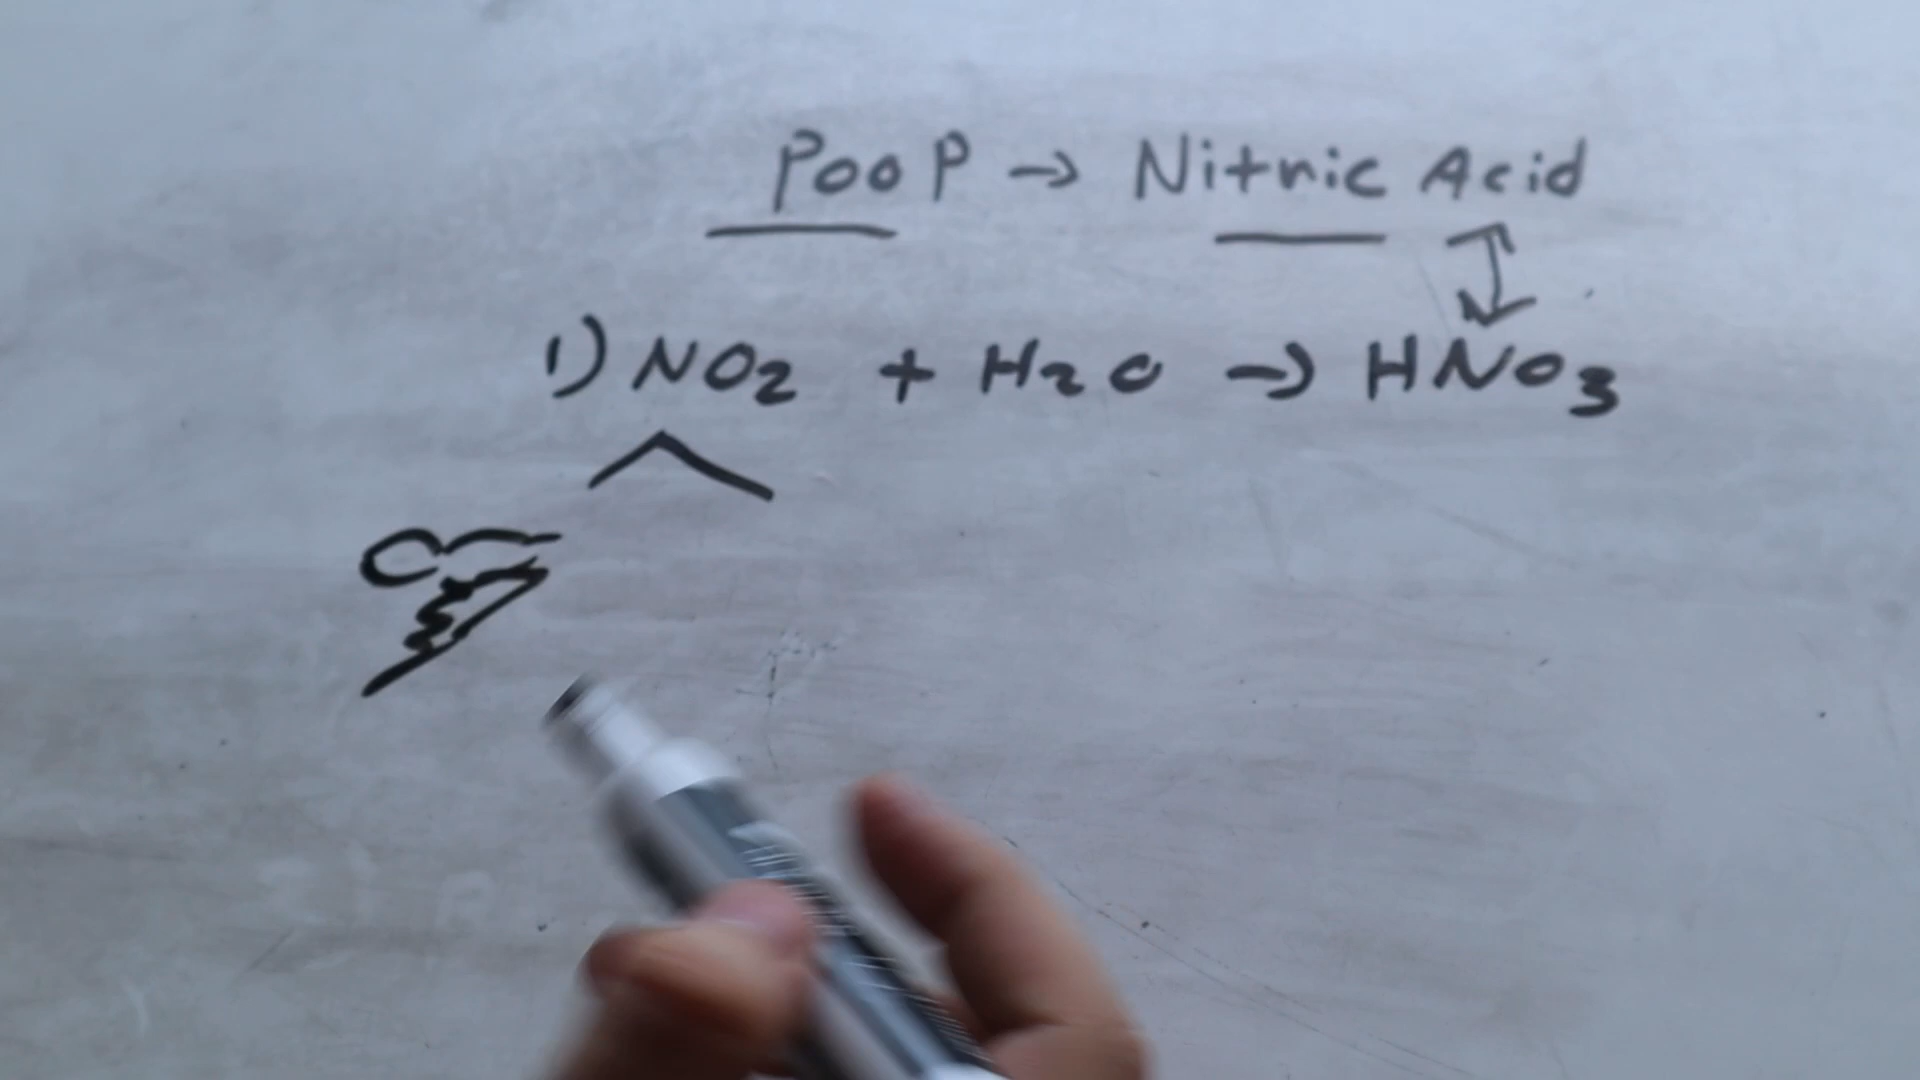 PooP → Nitric Acid
1) NO2 + H2O → HNO3